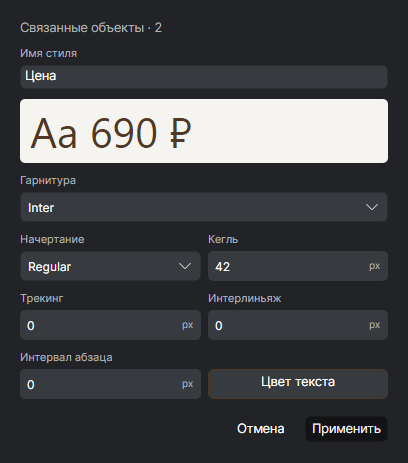 Связанные объекты · 2
Имя стиля
Цена
Aa 690 ₽
Гарнитура
Inter
Начертание
Кегль
Regular
42
px
Трекинг
Интерлиньяж
0
px
0
px
Интервал абзаца
0
px
Цвет текста
Отмена
Применить